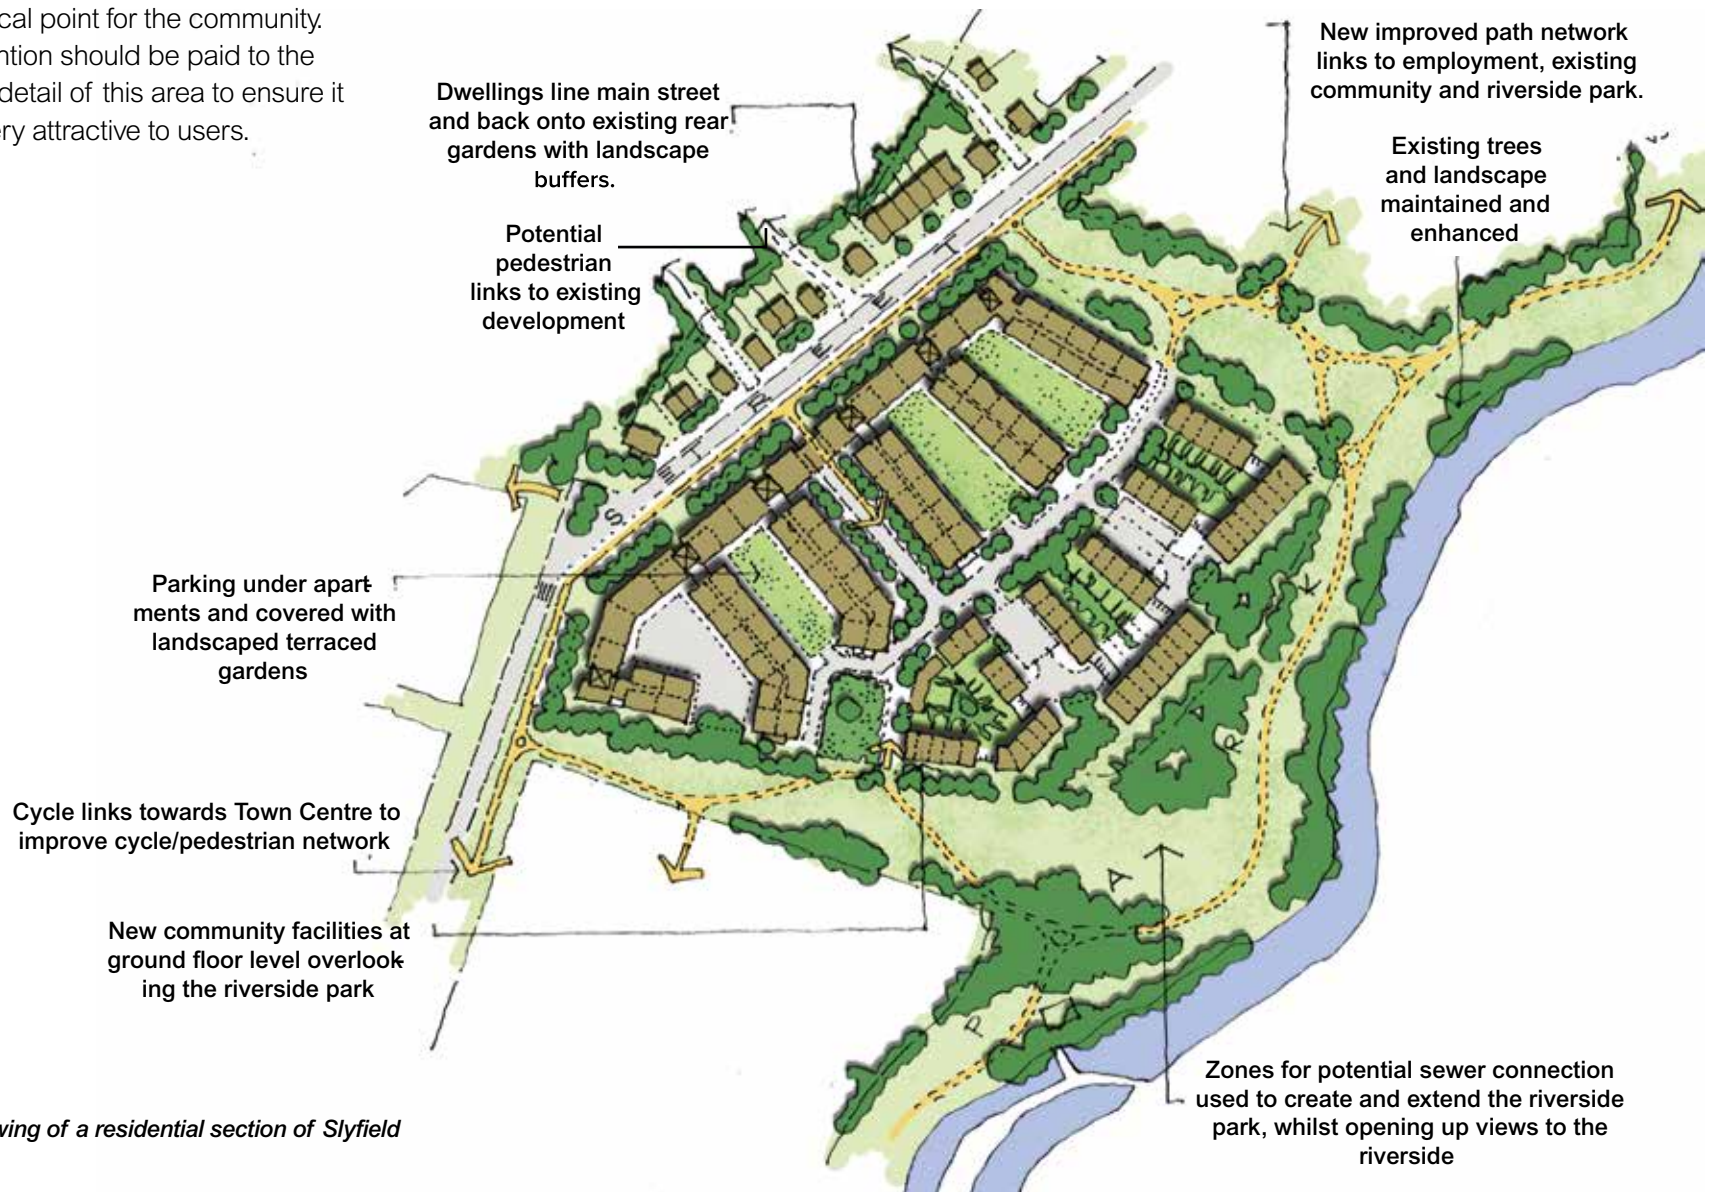 cal point for the community.
ntion should be paid to the
detail of this area to ensure it
ery attractive to users.
Dwellings line main street
and back onto existing rear
gardens with landscape
buffers.
Potential
pedestrian
links to existing
development
New improved path network
links to employment, existing
community and riverside park.
Existing trees
and landscape
maintained and
enhanced
STREET
Parking under apart-
ments and covered with
landscaped terraced
gardens
Cycle links towards Town Centre to
improve cycle/pedestrian network
New community facilities at
ground floor level overlook-
ing the riverside park
PARK
Zones for potential sewer connection
used to create and extend the riverside
park, whilst opening up views to the
riverside
wing of a residential section of Slyfield